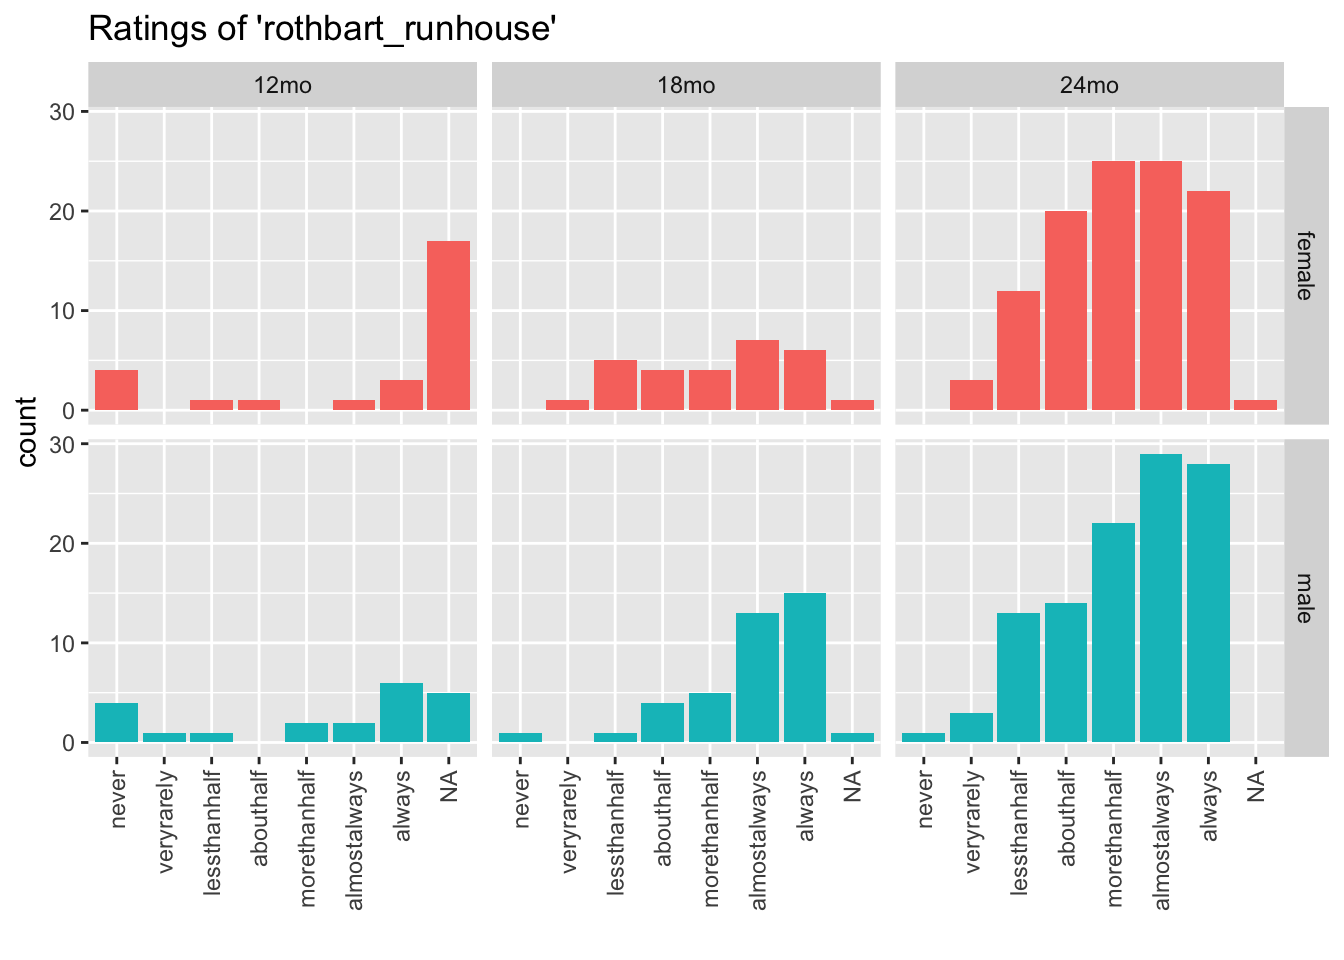 Ratings of 'rothbart_runhouse'
12mo 18mo 24mo
30
20
10
0
female
count
30
20
10
0
male
never veryrarely lessthanhalf abouthalf morethanhalf almostalways always NA never veryrarely lessthanhalf abouthalf morethanhalf almostalways always NA never veryrarely lessthanhalf abouthalf morethanhalf almostalways always NA